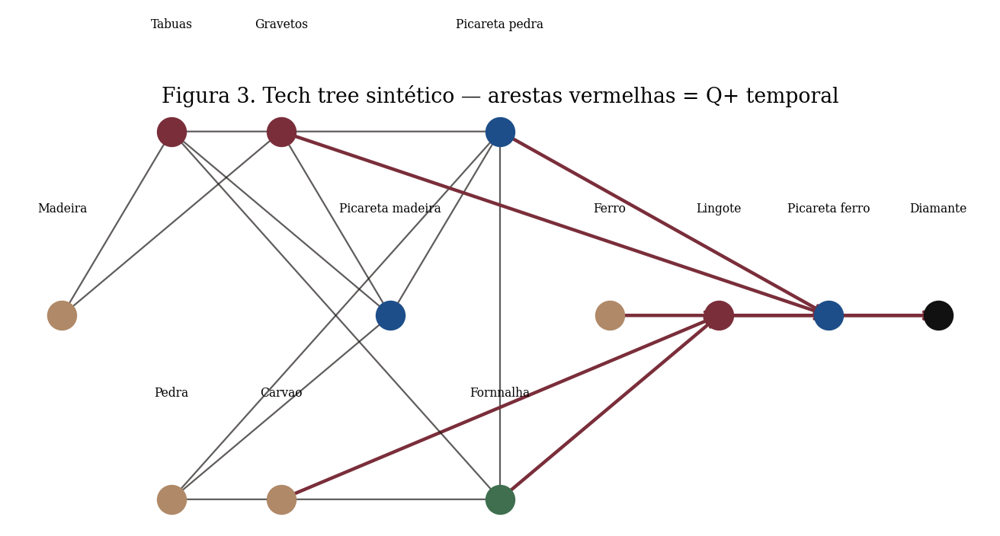 Tabuas Gravetos Picareta pedra
Figura 3. Tech tree sintético — arestas vermelhas = Q+ temporal
Madeira Picareta madeira Ferro Lingote Picareta ferro Diamante
Pedra Carvao Fornnalha